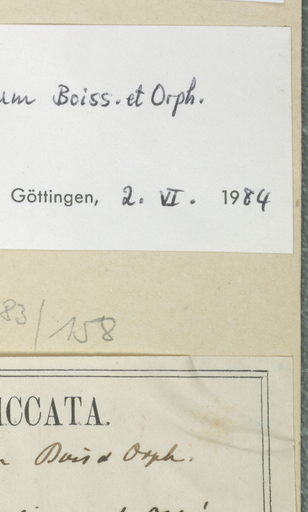 um Boiss. et Orph.
Göttingen, 2. VI. 1984
83/158
ICCATA.
Boiss & Orph.